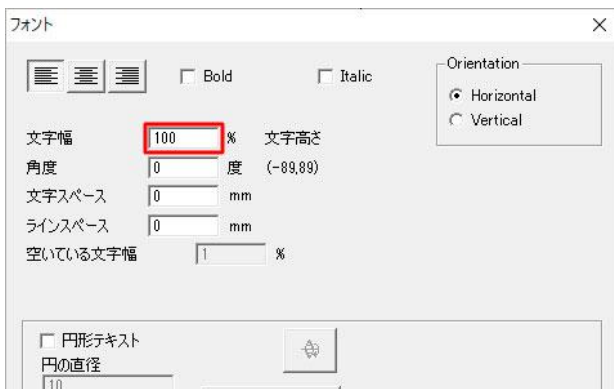 フォント
Bold
Italic
Orientation
Horizontal
Vertical
文字幅 100 % 文字高さ
角度 0 度 (-89,89)
文字スペース 0 mm
ラインスペース 0 mm
空いている文字幅 1 %
円形テキスト
円の直径
10